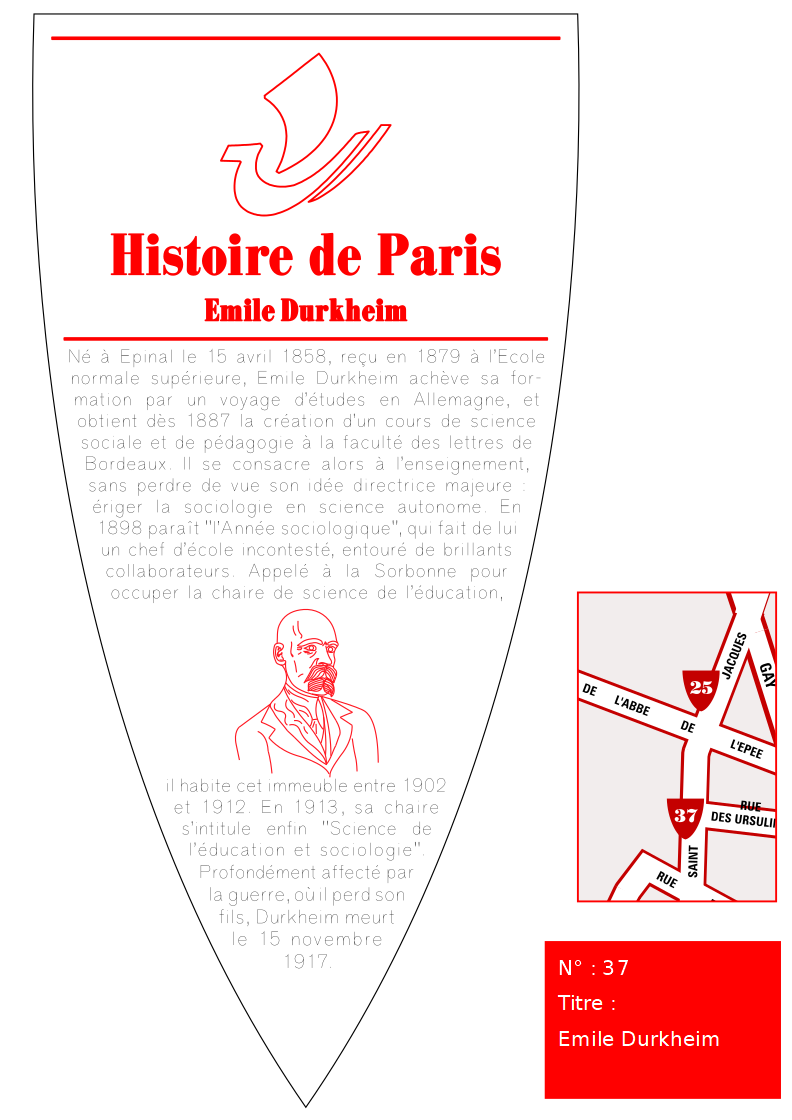 Histoire de Paris
Emile Durkheim
Né à Epinal le 15 avril 1858, reçu en 1879 à l'Ecole
normale supérieure, Emile Durkheim achève sa for-
mation par un voyage d'études en Allemagne, et
obtient dès 1887 la création d'un cours de science
sociale et de pédagogie à la faculté des lettres de
Bordeaux. Il se consacre alors à l'enseignement,
sans perdre de vue son idée directrice majeure :
ériger la sociologie en science autonome. En
1898 paraît "l'Année sociologique", qui fait de lui
un chef d'école incontesté, entouré de brillants
collaborateurs. Appelé à la Sorbonne pour
occuper la chaire de science de l'éducation,
il habite cet immeuble entre 1902
et 1912. En 1913, sa chaire
s'intitule enfin "Science de
l'éducation et sociologie".
Profondément affecté par
la guerre, où il perd son
fils, Durkheim meurt
le 15 novembre
1917.
JACQUES
GAY
25
DE L'ABBE DE L'EPEE
37
RUE
DES URSULI
SAINT
RUE
N° : 37
Titre :
Emile Durkheim